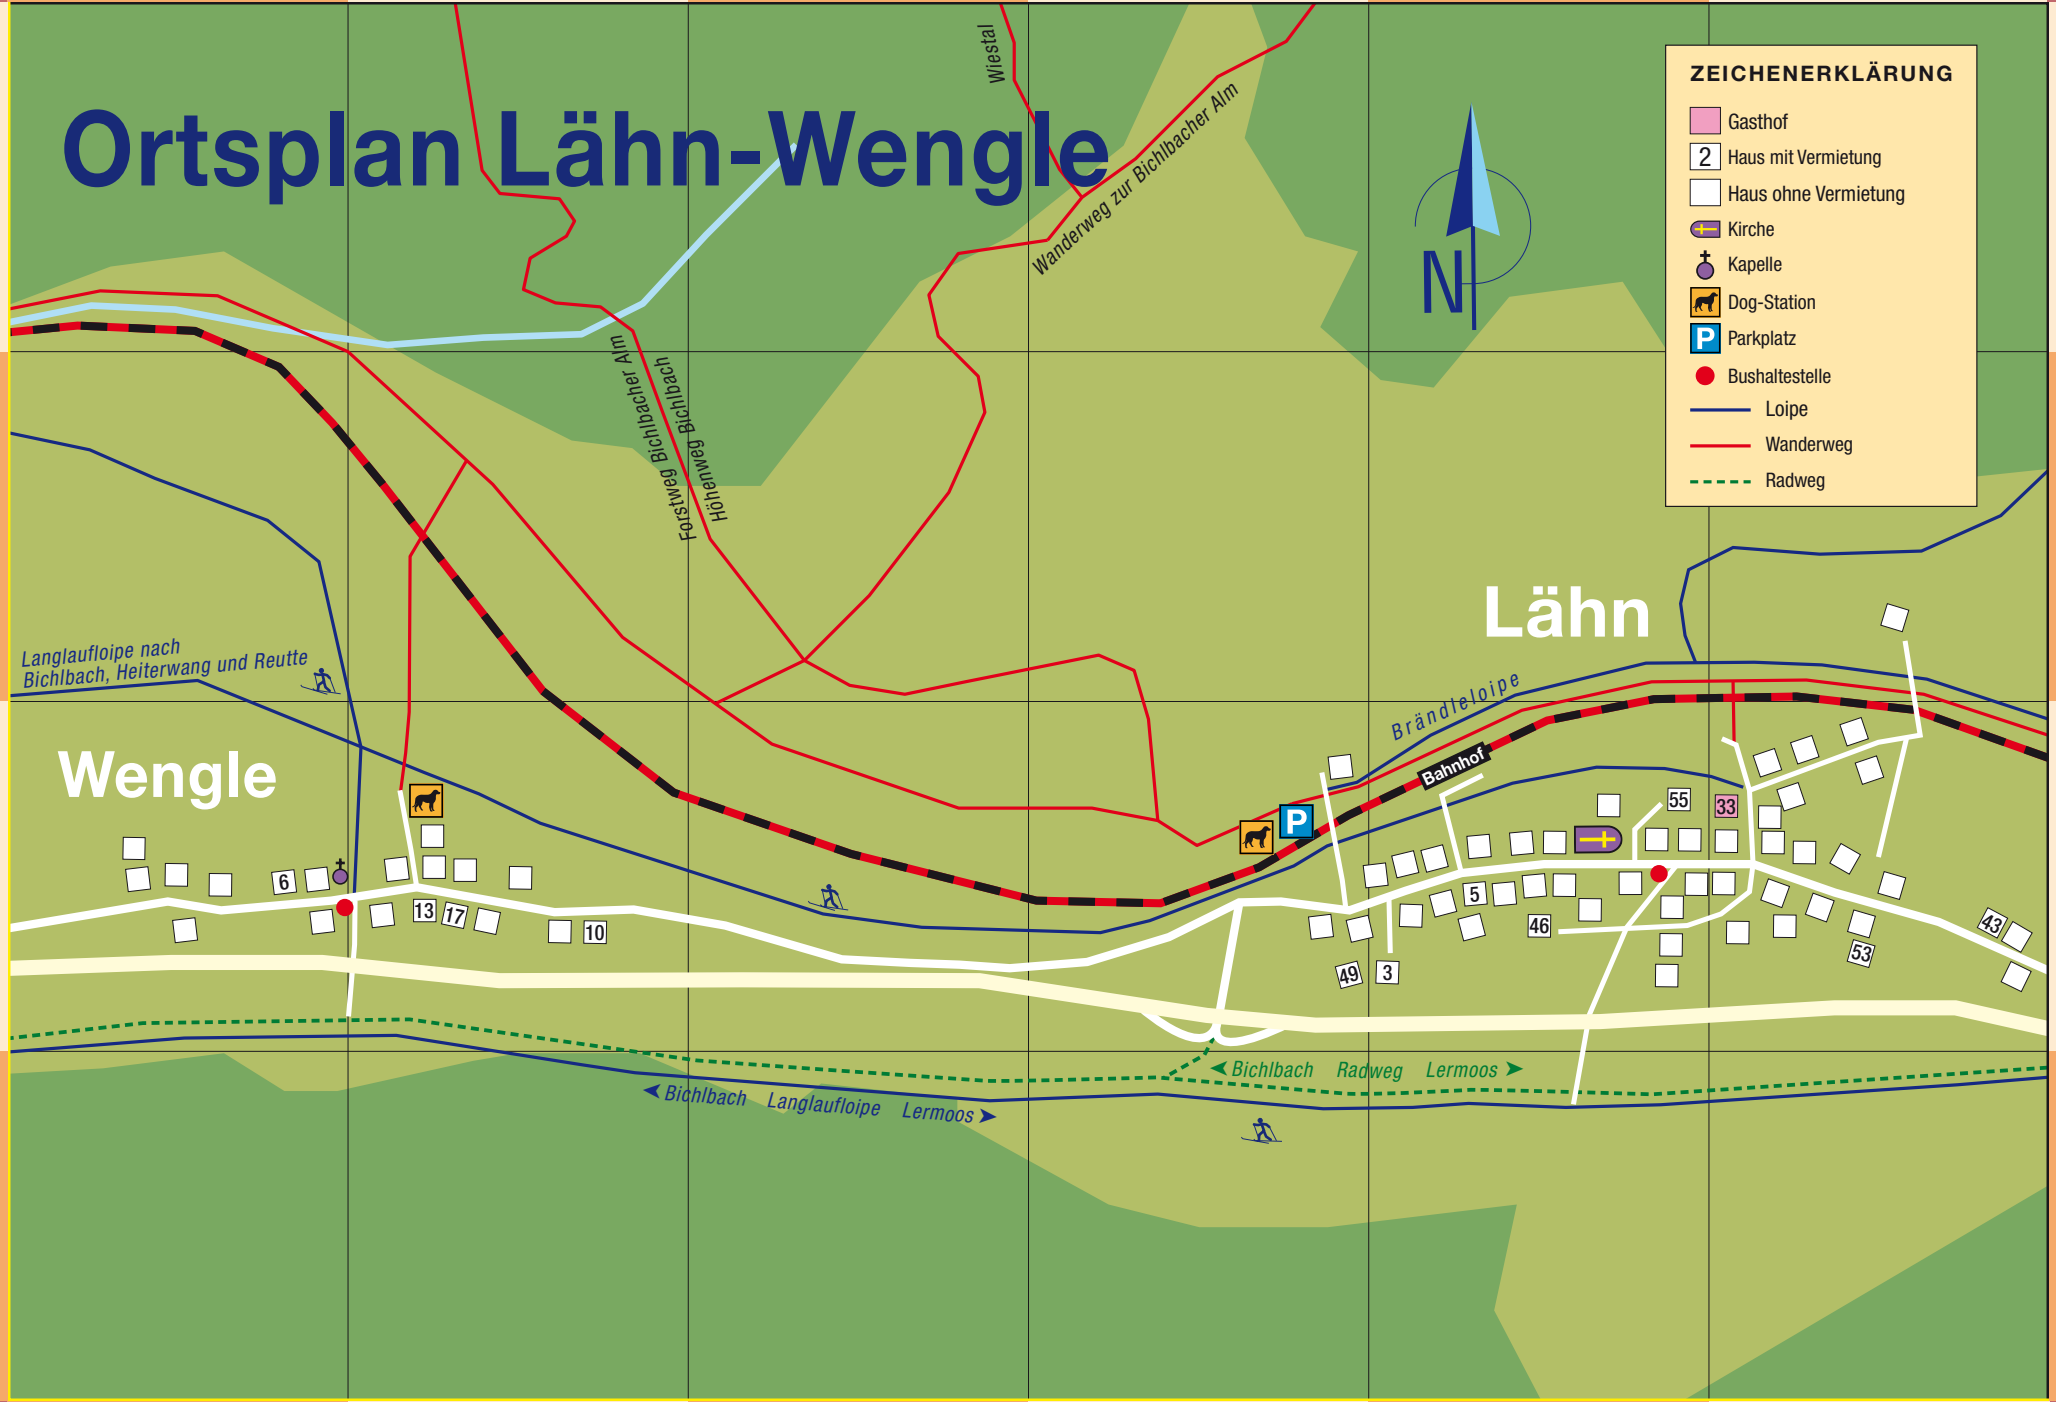 Wiestal
Ortsplan Lähn-Wengle
Wanderweg zur Bichlbacher Alm
N
ZEICHENERKLÄRUNG
Gasthof
2 Haus mit Vermietung
Haus ohne Vermietung
Kirche
Kapelle
Dog-Station
P Parkplatz
Bushaltestelle
Loipe
Wanderweg
Radweg
Forstweg Bichlbacher Alm
Höhenweg Bichlbach
Lähn
Langlaufloipe nach
Bichlbach, Heiterwang und Reutte
Brändleloipe
Bahnhof
Wengle
P
55
33
6
13
17
10
5
46
49
3
43
53
Bichlbach Radweg Lermoos
Bichlbach Langlaufloipe Lermoos